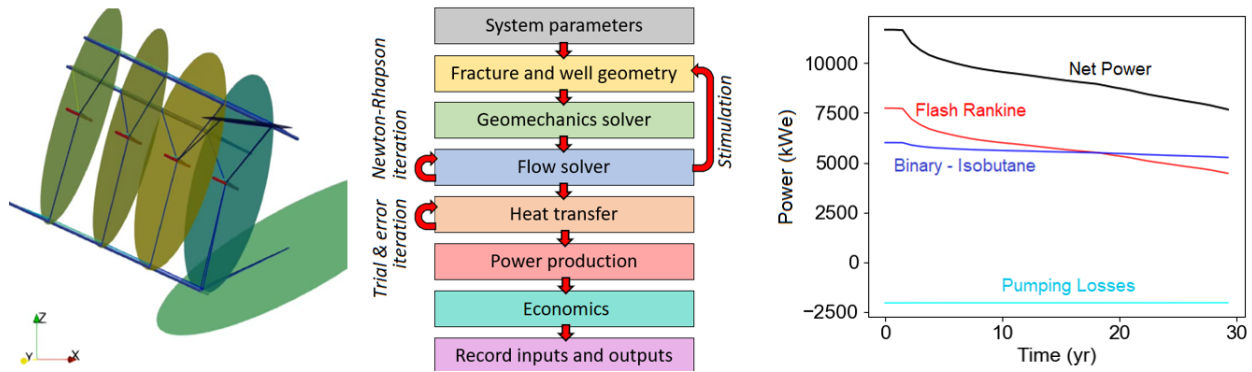 Z
Y
X
System parameters
Fracture and well geometry
Geomechanics solver
Flow solver
Heat transfer
Power production
Economics
Record inputs and outputs
Newton-Rhapson
iteration
Trial & error
iteration
Stimulation
Power (kWe)
10000
7500
5000
2500
0
−2500
Net Power
Flash Rankine
Binary - Isobutane
Pumping Losses
0
10
20
30
Time (yr)